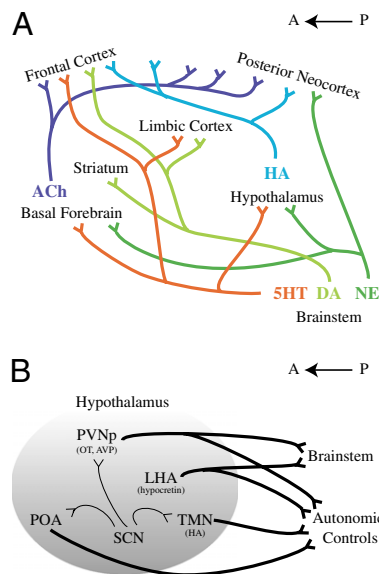 A
A P
Frontal Cortex
Posterior Neocortex
Limbic Cortex
Striatum
HA
ACh
Hypothalamus
Basal Forebrain
5HT DA NE
Brainstem
B
A P
Hypothalamus
PVNp
(OT, AVP)
Brainstem
LHA
(hypocretin)
POA
TMN
Autonomic
(HA)
Controls
SCN